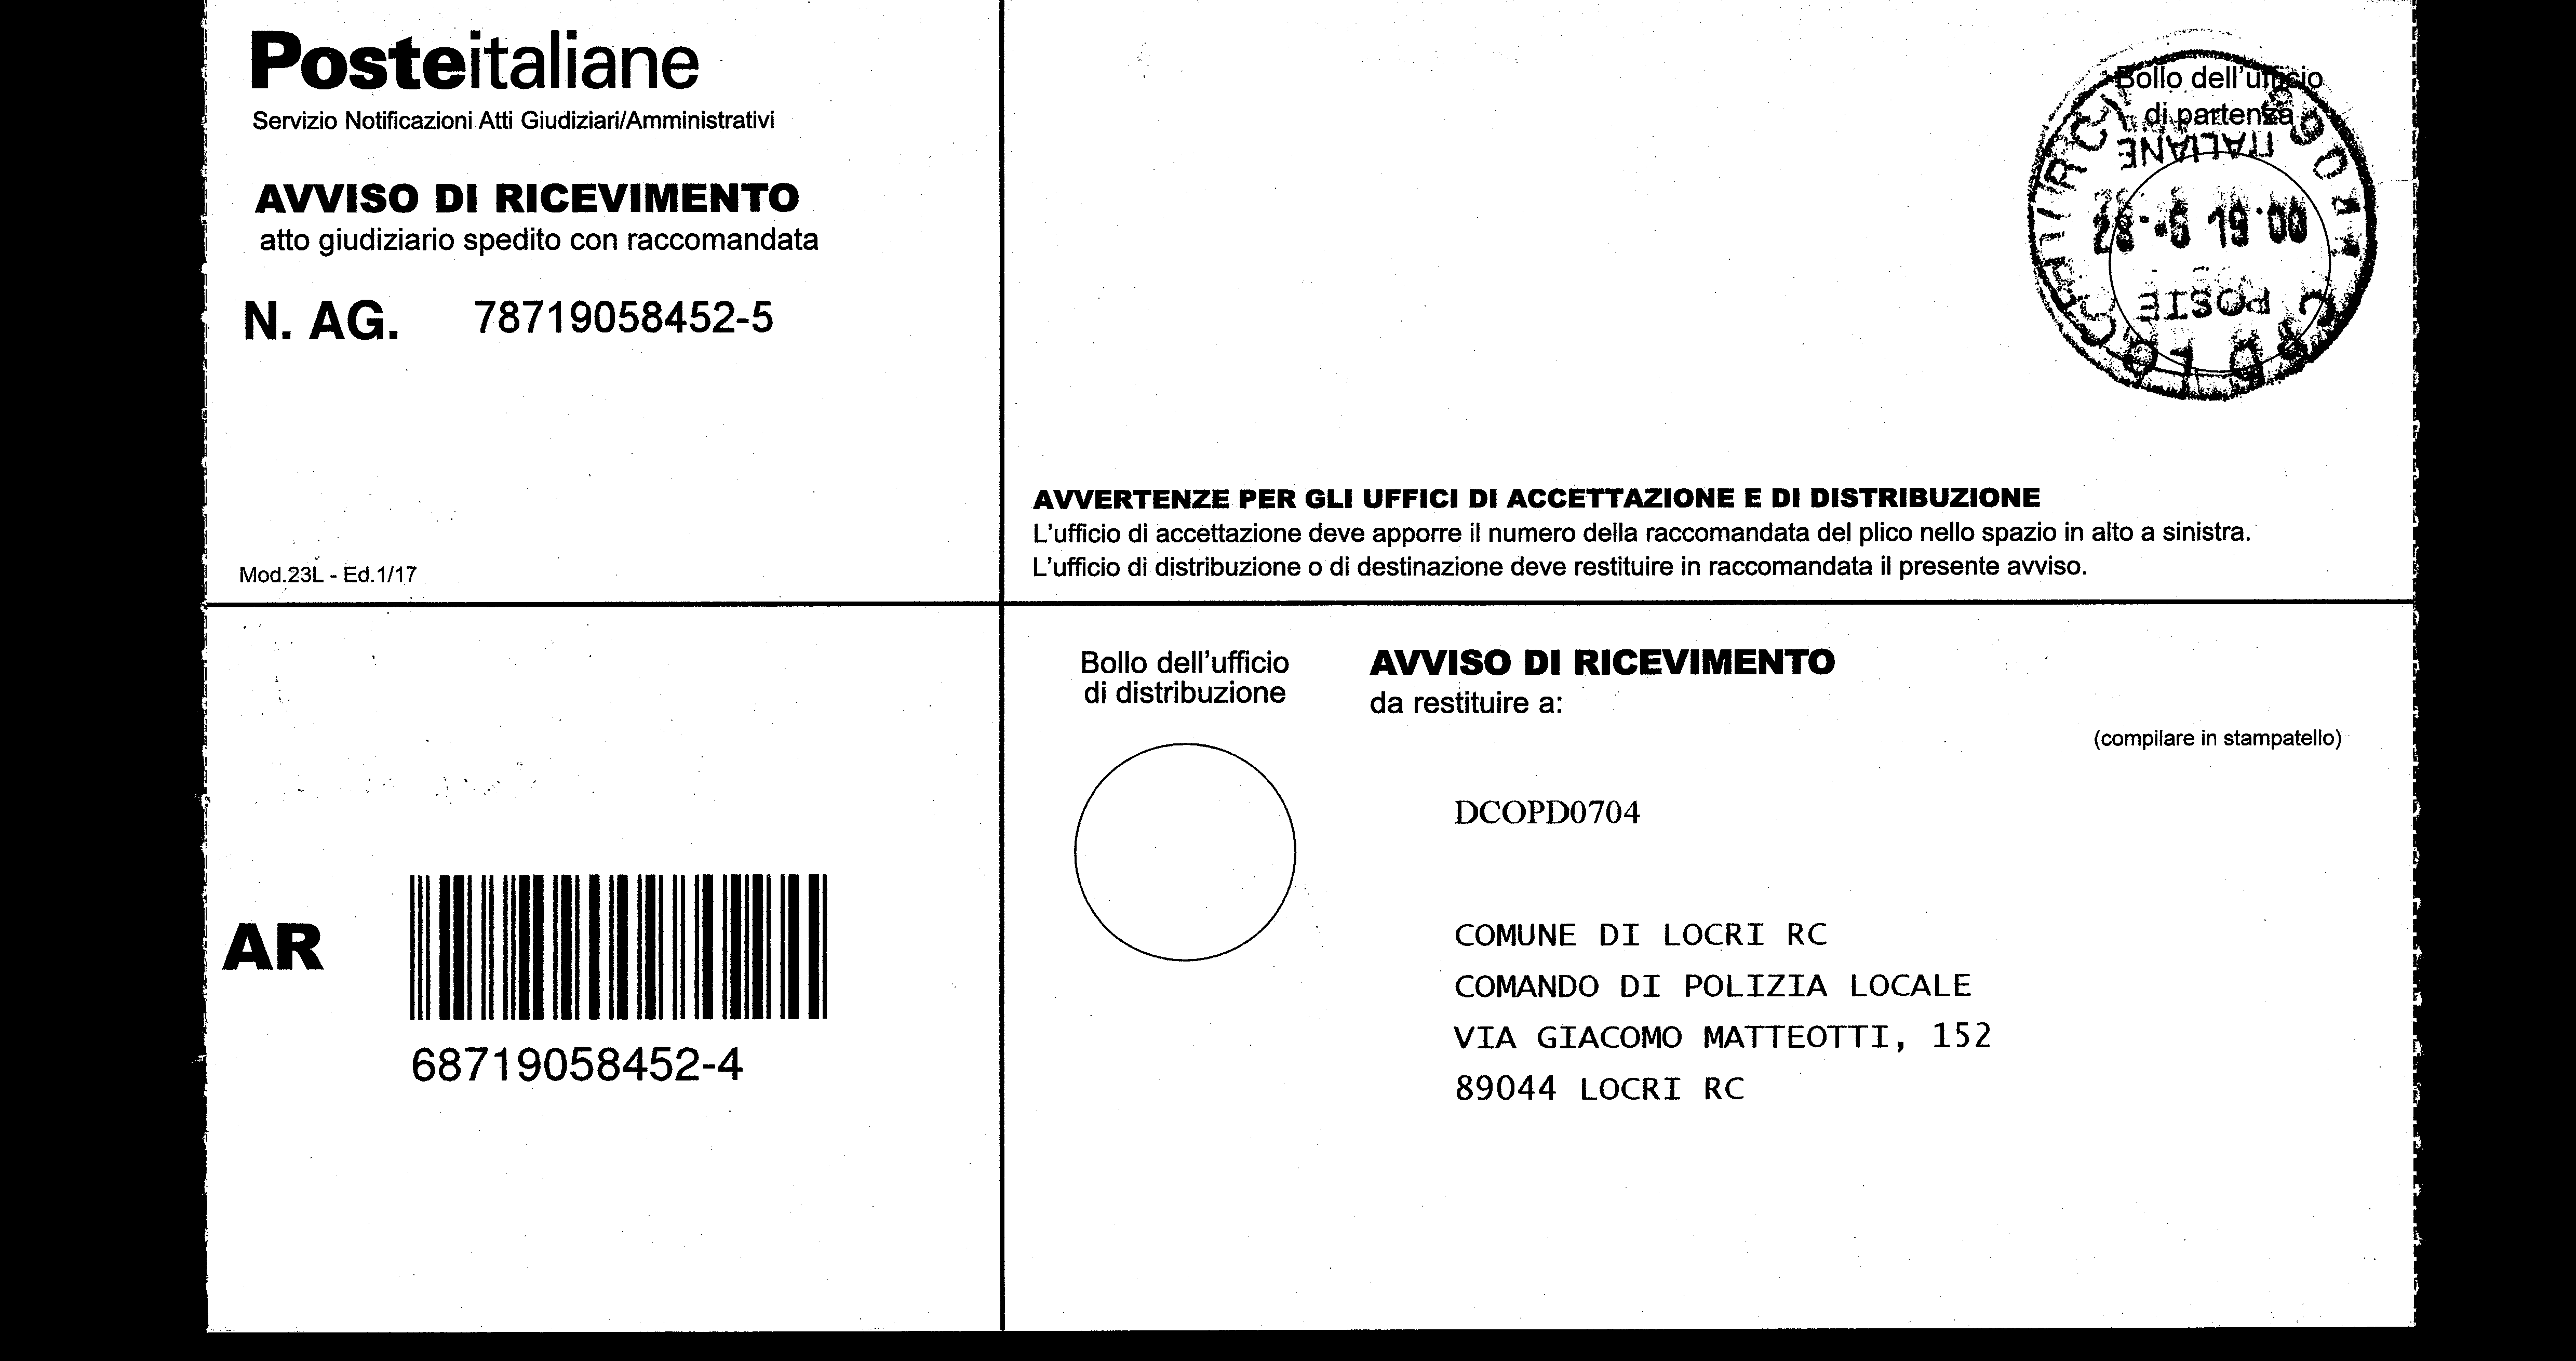 Posteitaliane
Servizio Notificazioni Atti Giudiziari/Amministrativi
AVVISO DI RICEVIMENTO
atto giudiziario spedito con raccomandata
N. AG. 78719058452-5
Mod.23L - Ed.1/17
Bollo dell'ufficio
di partenza
ITALIANE
19 00
POSTE
AVVERTENZE PER GLI UFFICI DI ACCETTAZIONE E DI DISTRIBUZIONE
L'ufficio di accettazione deve apporre il numero della raccomandata del plico nello spazio in alto a sinistra.
L'ufficio di distribuzione o di destinazione deve restituire in raccomandata il presente avviso.
AR
68719058452-4
Bollo dell'ufficio
di distribuzione
AVVISO DI RICEVIMENTO
da restituire a:
(compilare in stampatello)
DCOPD0704
COMUNE DI LOCRI RC
COMANDO DI POLIZIA LOCALE
VIA GIACOMO MATTEOTTI, 152
89044 LOCRI RC